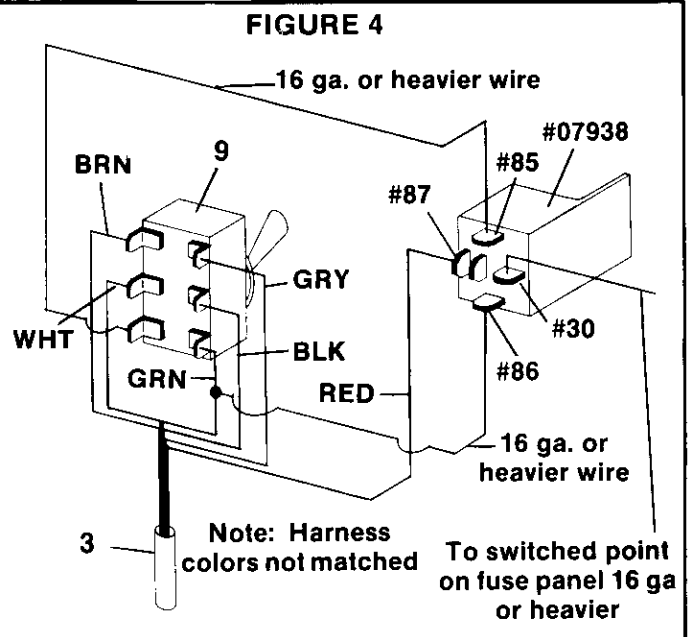 FIGURE 4
16 ga. or heavier wire
#07938
BRN
9
#85
#87
GRY
WHT
#30
BLK
GRN
#86
RED
16 ga. or
heavier wire
3
Note: Harness
colors not matched
To switched point
on fuse panel 16 ga
or heavier